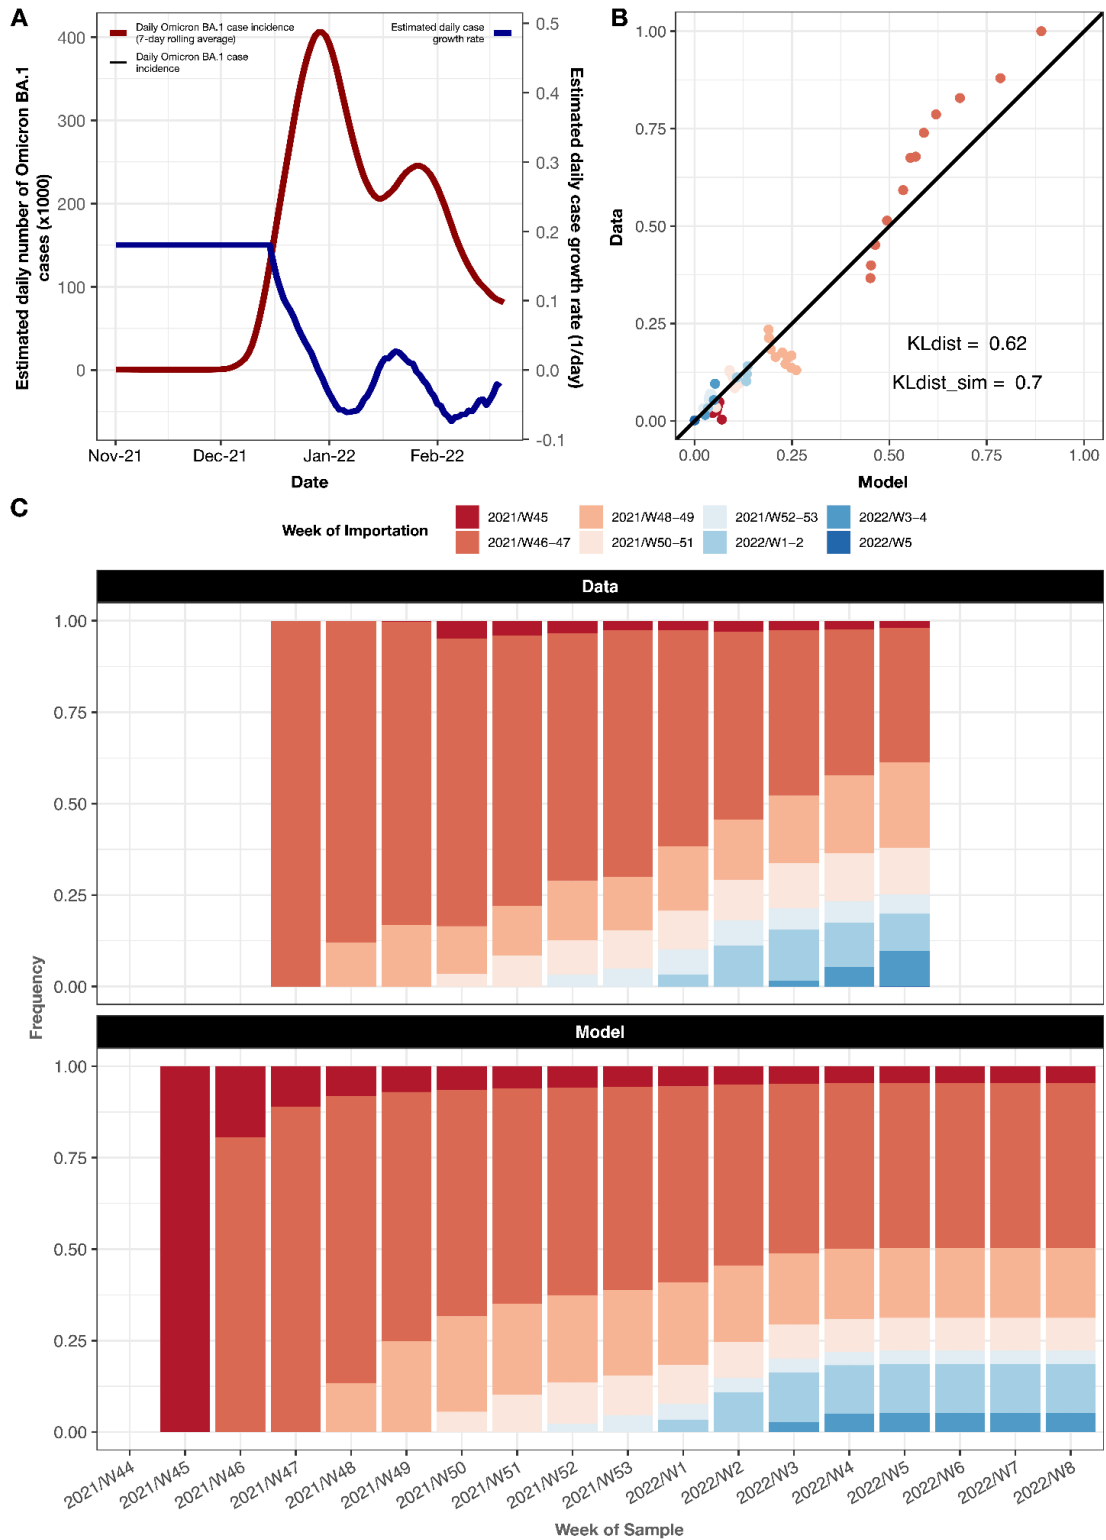 A
Daily Omicron BA.1 case incidence
(7-day rolling average)
Daily Omicron BA.1 case
incidence
Estimated daily case
growth rate
400
300
200
100
0
0.5
0.4
0.3
0.2
0.1
0.0
-0.1
Estimated daily number of Omicron BA.1
cases (x1000)
Estimated daily case growth rate (1/day)
Nov-21
Dec-21
Jan-22
Feb-22
Date
B
1.00
0.75
0.50
0.25
0.00
Data
KLdist = 0.62
KLdist_sim = 0.7
0.00
0.25
0.50
0.75
1.00
Model
C
Week of Importation
2021/W45
2021/W46−47
2021/W48−49
2021/W50−51
2021/W52−53
2022/W1−2
2022/W3−4
2022/W5
Data
1.00
0.75
0.50
0.25
0.00
Frequency
Model
1.00
0.75
0.50
0.25
0.00
2021/W44
2021/W45
2021/W46
2021/W47
2021/W48
2021/W49
2021/W50
2021/W51
2021/W52
2021/W53
2022/W1
2022/W2
2022/W3
2022/W4
2022/W5
2022/W6
2022/W7
2022/W8
Week of Sample